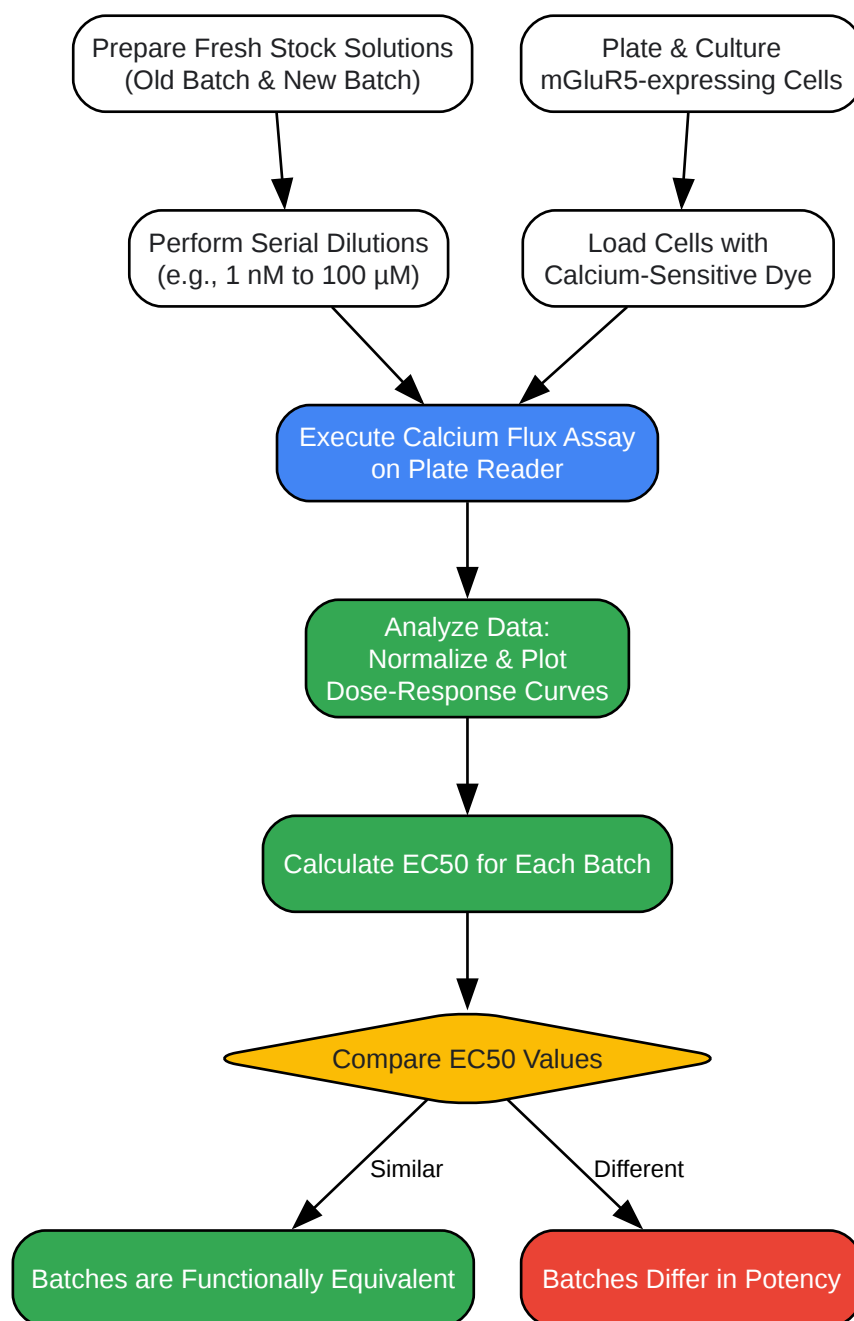 Prepare Fresh Stock Solutions
(Old Batch & New Batch)
Plate & Culture
mGluR5-expressing Cells
Perform Serial Dilutions
(e.g., 1 nM to 100 µM)
Load Cells with
Calcium-Sensitive Dye
Execute Calcium Flux Assay
on Plate Reader
Analyze Data:
Normalize & Plot
Dose-Response Curves
Calculate EC50 for Each Batch
Compare EC50 Values
Similar
Different
Batches are Functionally Equivalent
Batches Differ in Potency